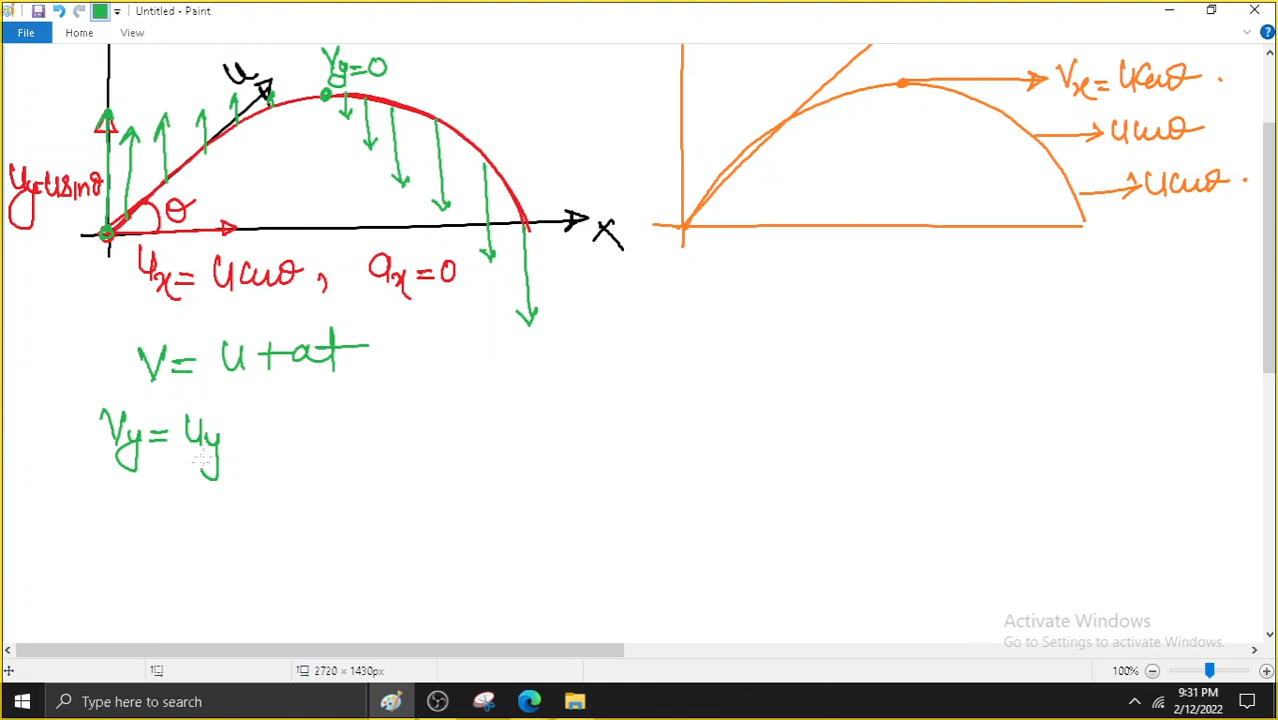 Untitled - Paint
File Home View
u
Vy=0
Vx = ucosθ .
ucosθ
ucosθ .
uy=usinθ
θ
X
ux = ucosθ , ax = 0
V = u + at
Vy = uy
Activate Windows
Go to Settings to activate Windows.
2720 × 1430px
100%
Type here to search
9:31 PM
2/12/2022